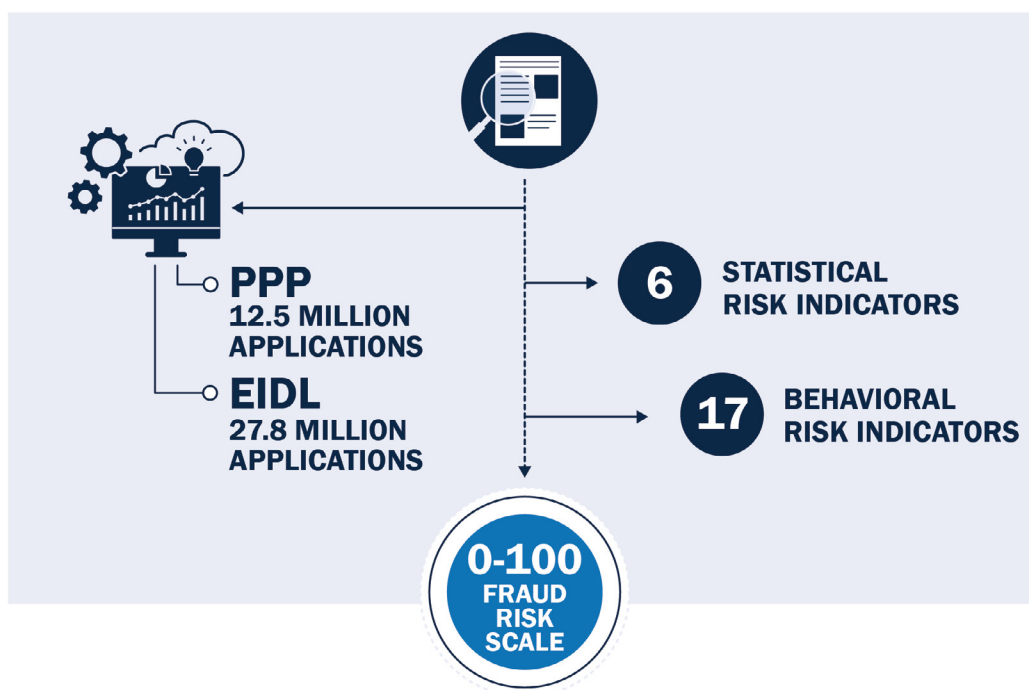 PPP
12.5 MILLION
APPLICATIONS
EIDL
27.8 MILLION
APPLICATIONS
6
STATISTICAL
RISK INDICATORS
17
BEHAVIORAL
RISK INDICATORS
0-100
FRAUD
RISK
SCALE